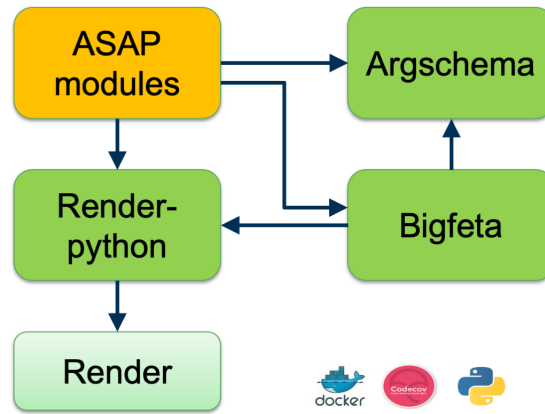 ASAP
modules
Argschema
Render-
python
Bigfeta
Render
docker
Codecov